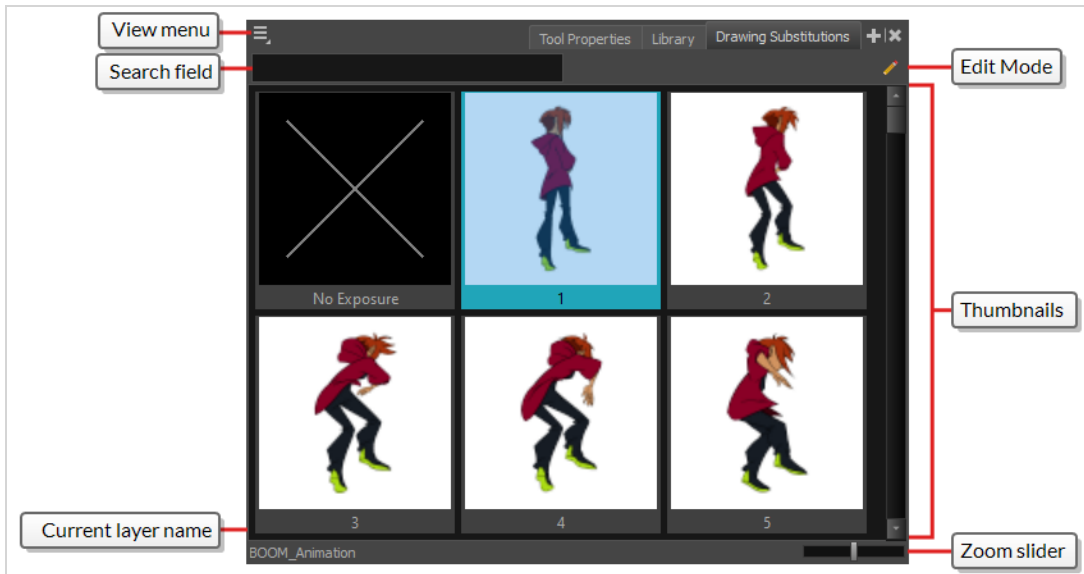 View menu
Tool Properties
Library
Drawing Substitutions
Search field
Edit Mode
No Exposure
1
2
Thumbnails
3
4
5
Current layer name
BOOM_Animation
Zoom slider